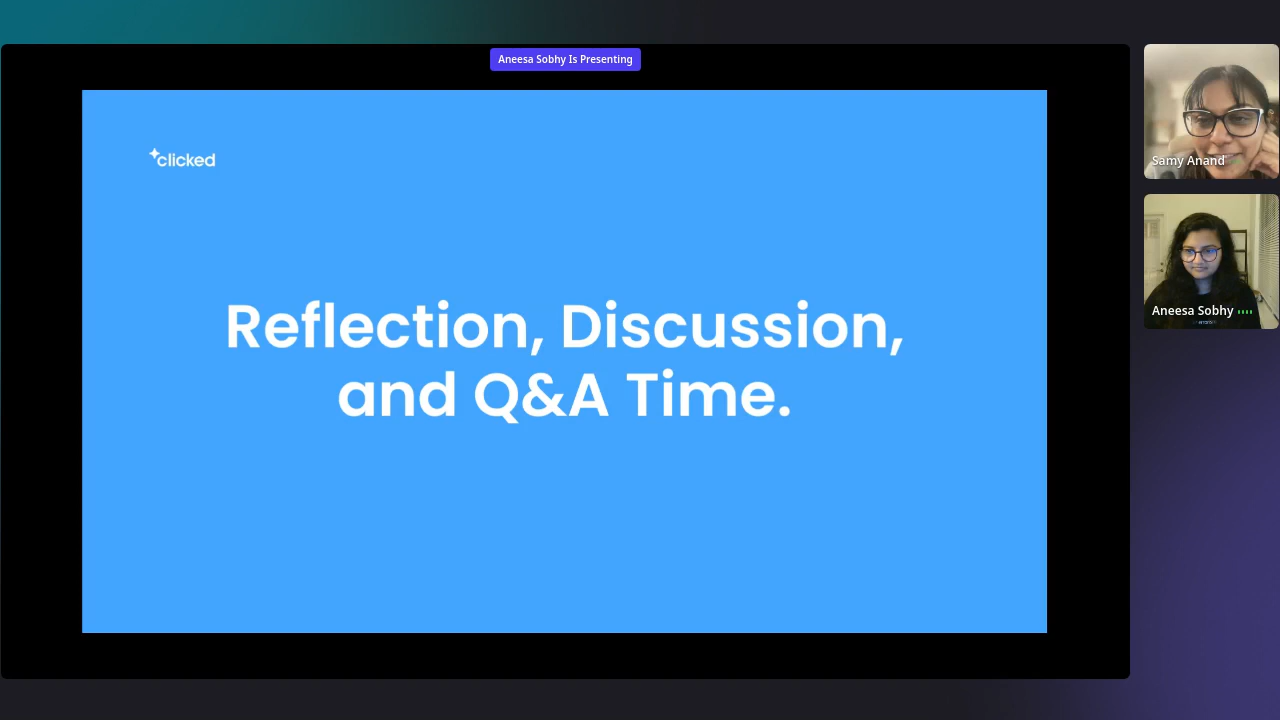 Aneesa Sobhy Is Presenting
clicked
Reflection, Discussion,
and Q&A Time.
Samy Anand
Aneesa Sobhy